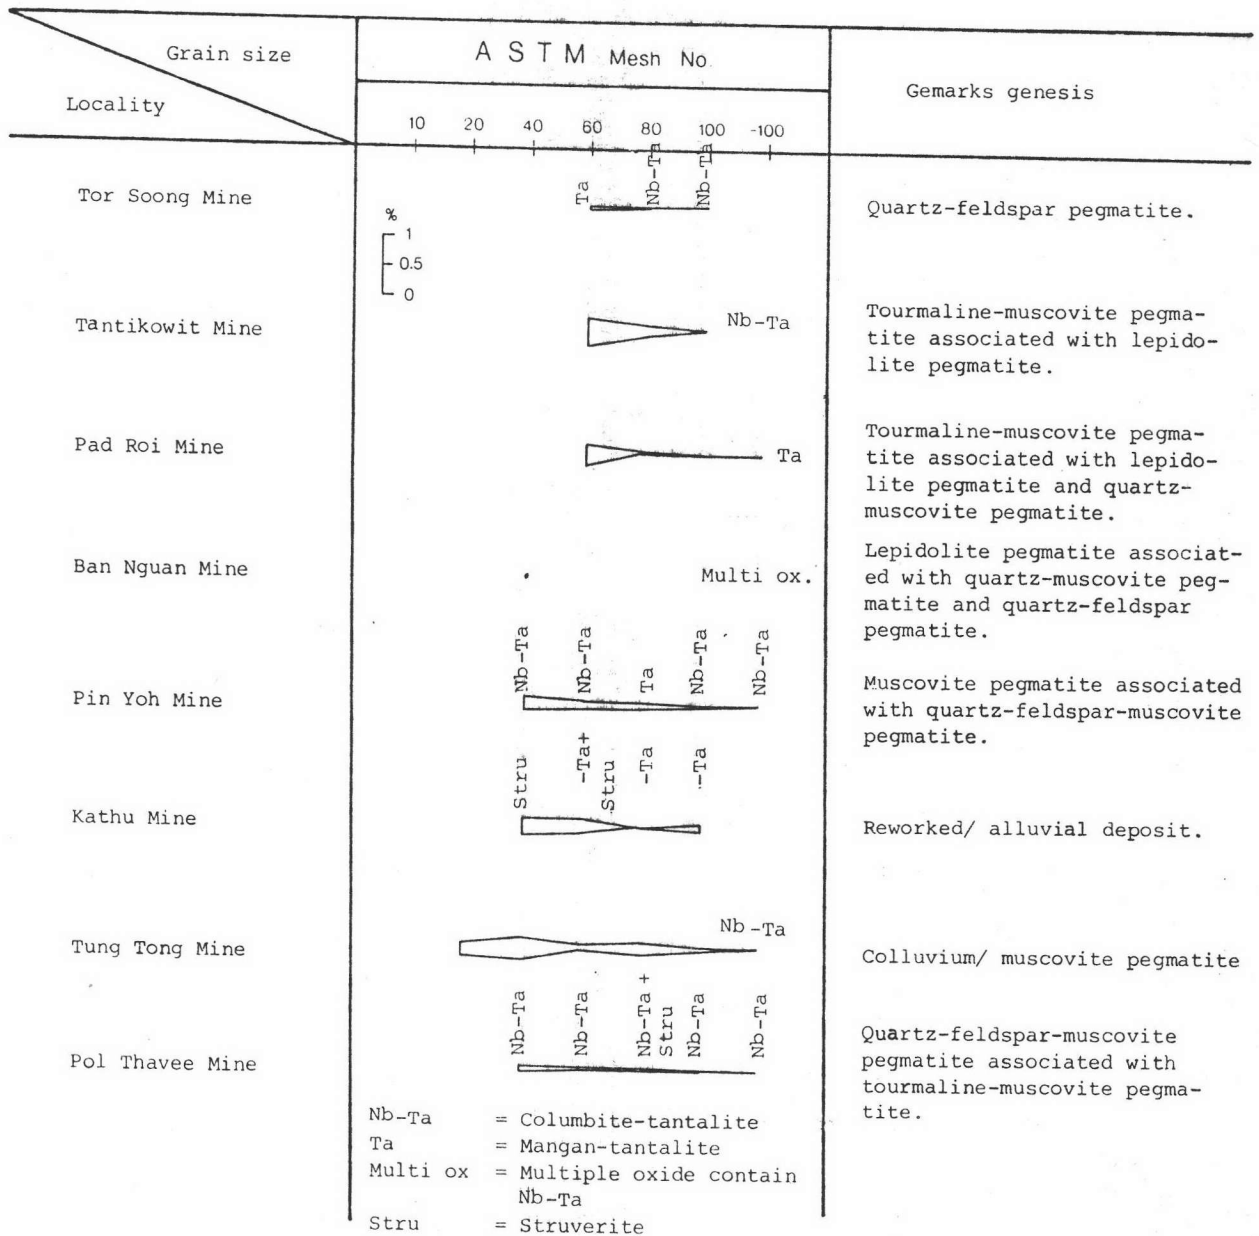 Grain size
Locality
A S T M Mesh No
Gemarks genesis
10 20 40 60 80 100 -100
Tor Soong Mine
Ta
Nb-Ta
Nb-Ta
Quartz-feldspar pegmatite.
%
1
0.5
0
Tantikowit Mine
Nb-Ta
Tourmaline-muscovite pegma-
tite associated with lepido-
lite pegmatite.
Pad Roi Mine
Ta
Tourmaline-muscovite pegma-
tite associated with lepido-
lite pegmatite and quartz-
muscovite pegmatite.
Ban Nguan Mine
Multi ox.
Lepidolite pegmatite associat-
ed with quartz-muscovite peg-
matite and quartz-feldspar
pegmatite.
Pin Yoh Mine
Nb-Ta
Nb-Ta
Ta
Nb-Ta
Nb-Ta
Muscovite pegmatite associated
with quartz-feldspar-muscovite
pegmatite.
Kathu Mine
Stru
-Ta+
Stru
-Ta
-Ta
Reworked/ alluvial deposit.
Tung Tong Mine
Nb-Ta
Colluvium/ muscovite pegmatite
Pol Thavee Mine
Nb-Ta
Nb-Ta
Nb-Ta +
Stru
Nb-Ta
Nb-Ta
Quartz-feldspar-muscovite
pegmatite associated with
tourmaline-muscovite pegma-
tite.
Nb-Ta = Columbite-tantalite
Ta = Mangan-tantalite
Multi ox = Multiple oxide contain
Nb-Ta
Stru = Struverite